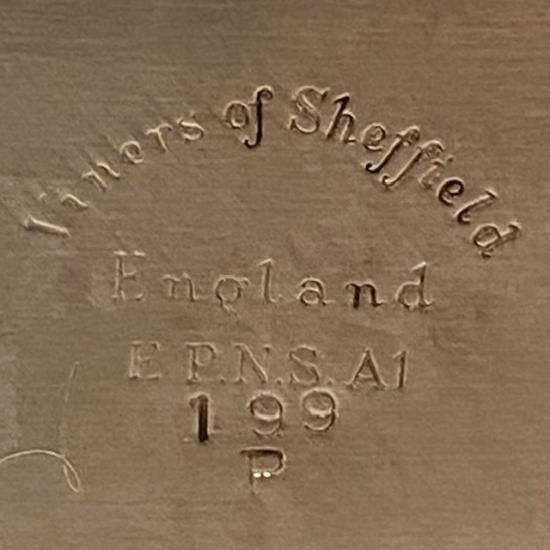 Viners of Sheffield
England
E.P.N.S. A1
199
P